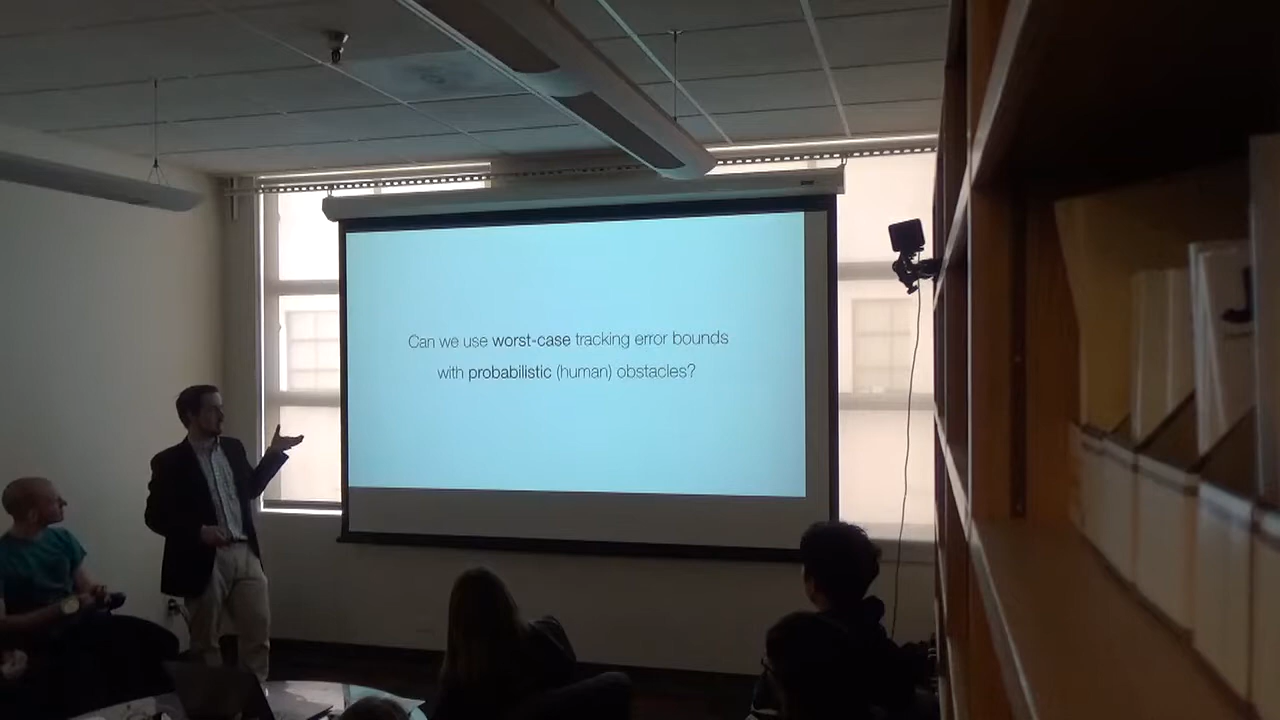 Can we use worst-case tracking error bounds
with probabilistic (human) obstacles?